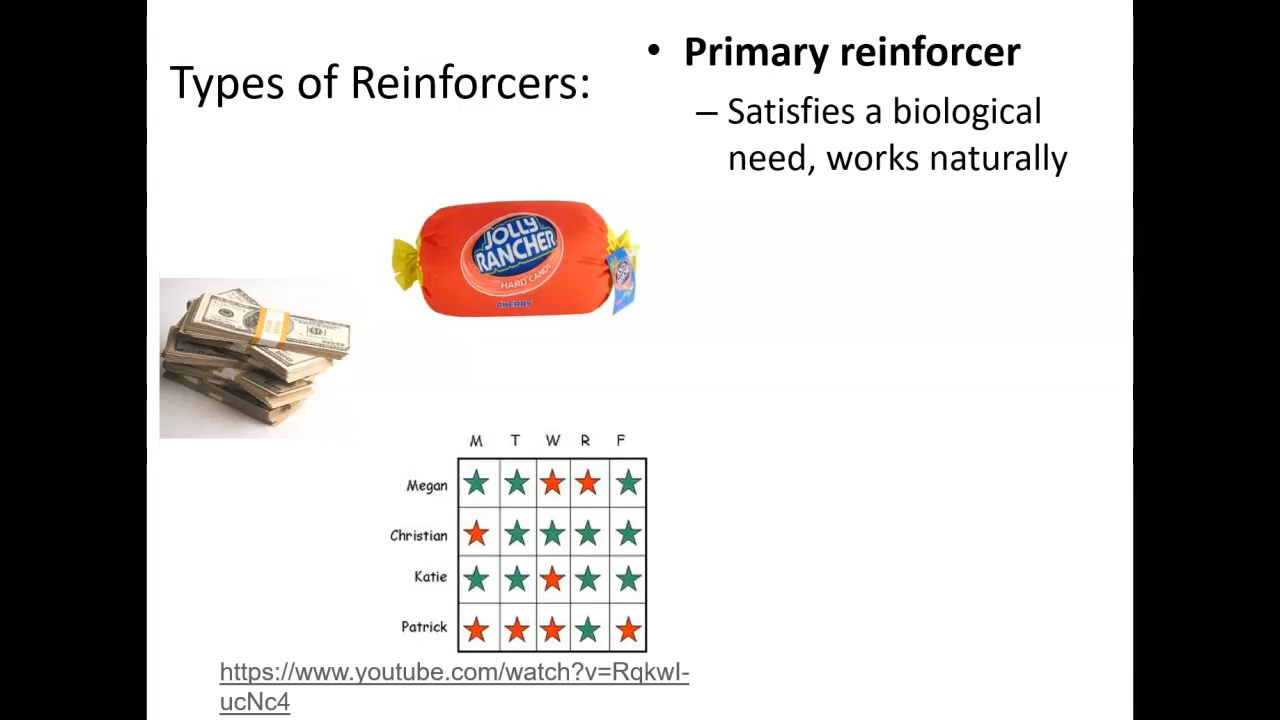 Types of Reinforcers:
• Primary reinforcer
– Satisfies a biological
need, works naturally
JOLLY
RANCHER
HARD CANDY
CHERRY
M T W R F
Megan
Christian
Katie
Patrick
https://www.youtube.com/watch?v=RqkwI-
ucNc4